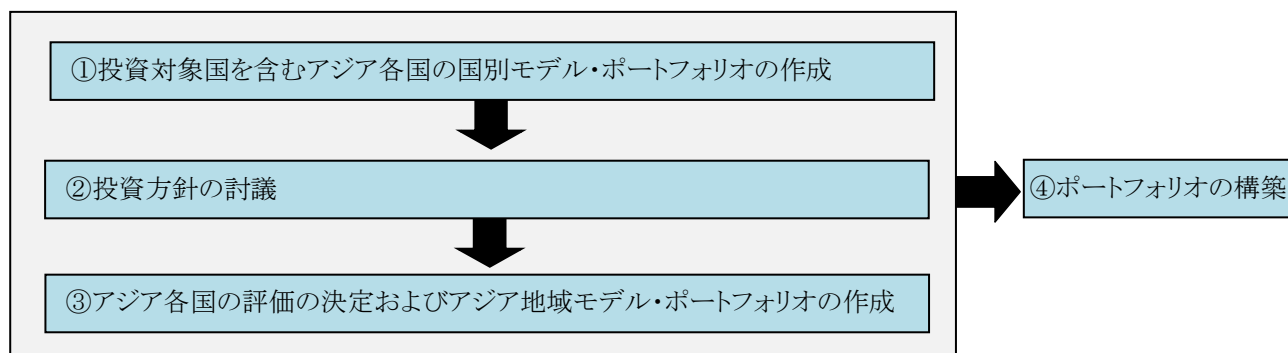 ①投資対象国を含むアジア各国の国別モデル・ポートフォリオの作成
②投資方針の討議
④ポートフォリオの構築
③アジア各国の評価の決定およびアジア地域モデル・ポートフォリオの作成